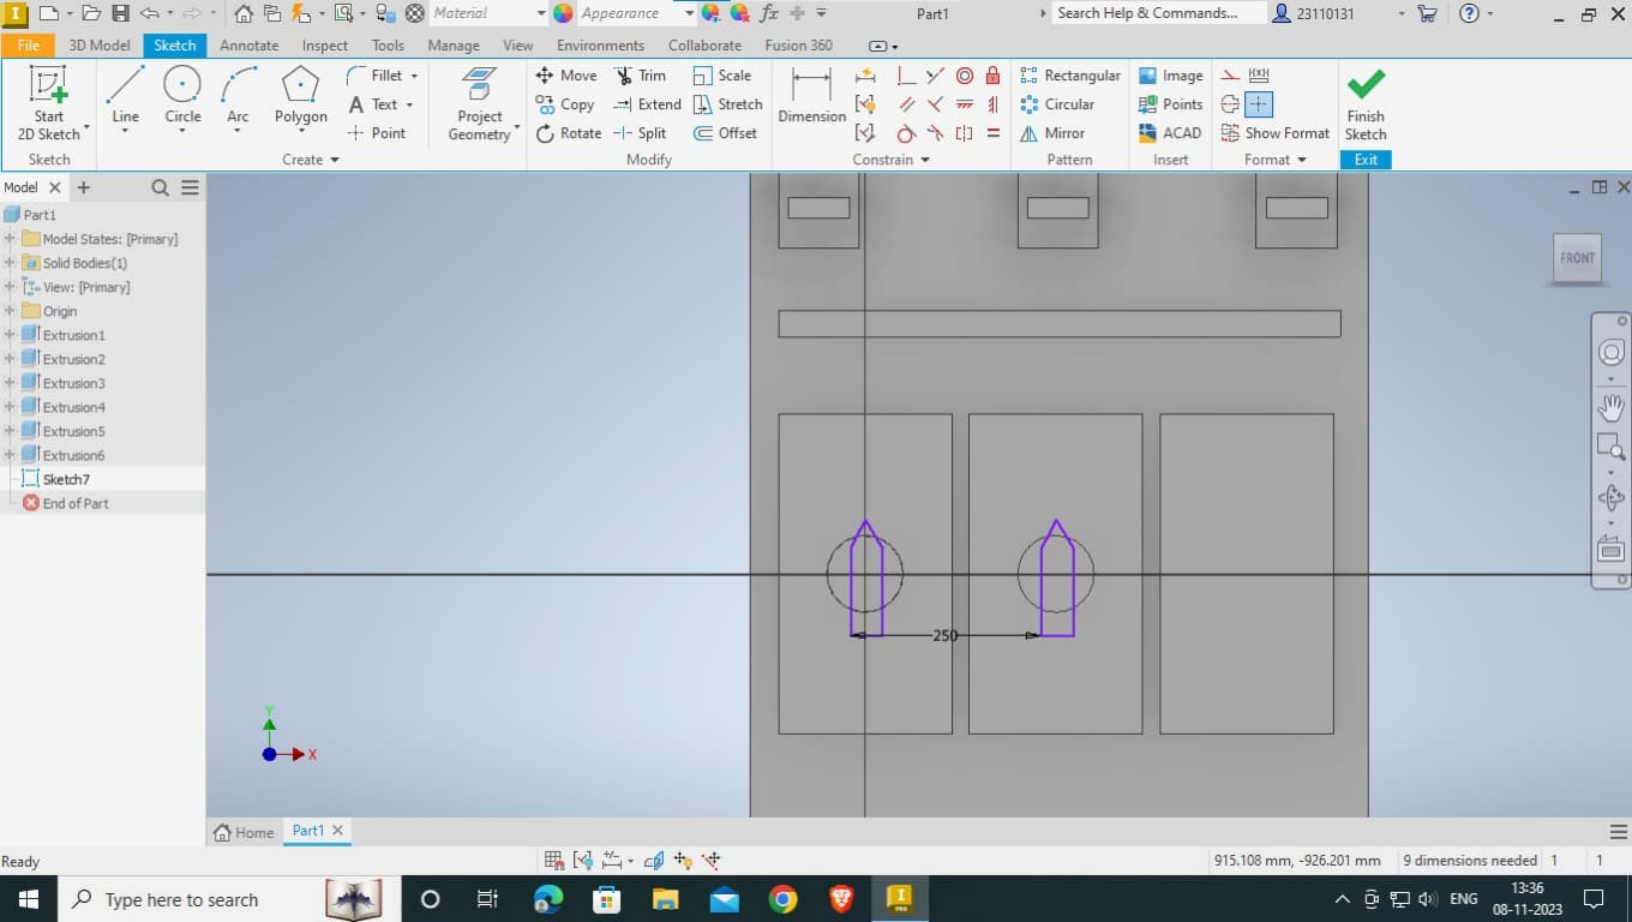 Material
Appearance
fx
Part1
Search Help & Commands...
23110131
File
3D Model
Sketch
Annotate
Inspect
Tools
Manage
View
Environments
Collaborate
Fusion 360
Start
2D Sketch
Line
Circle
Arc
Polygon
Fillet
A Text
Point
Project
Geometry
Move
Copy
Rotate
Trim
Extend
Split
Scale
Stretch
Offset
Dimension
Rectangular
Circular
Mirror
Image
Points
ACAD
Show Format
Finish
Sketch
Sketch
Create
Modify
Constrain
Pattern
Insert
Format
Exit
Model
Part1
Model States: [Primary]
Solid Bodies(1)
View: [Primary]
Origin
Extrusion1
Extrusion2
Extrusion3
Extrusion4
Extrusion5
Extrusion6
Sketch7
End of Part
FRONT
250
Y
X
Home
Part1
Ready
915.108 mm, -926.201 mm
9 dimensions needed
1
1
Type here to search
ENG
13:36
08-11-2023